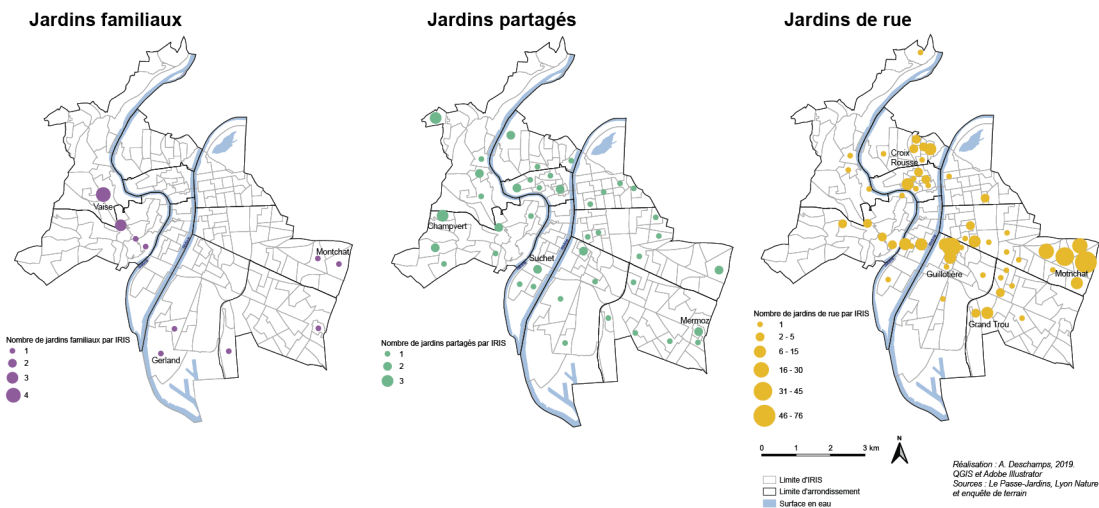 Jardins familiaux
Vaise
Montchat
Gerland
Nombre de jardins familiaux par IRIS
1
2
3
4
Jardins partagés
Champvert
Suchet
Mermoz
Nombre de jardins partagés par IRIS
1
2
3
Jardins de rue
Croix
Rousse
Guillotière
Montchat
Grand Trou
Nombre de jardins de rue par IRIS
1
2 - 5
6 - 15
16 - 30
31 - 45
46 - 76
0 1 2 3 km
N
Limite d'IRIS
Limite d'arrondissement
Surface en eau
Réalisation : A. Deschamps, 2019.
QGIS et Adobe Illustrator
Sources : Le Passe-Jardins, Lyon Nature
et enquête de terrain